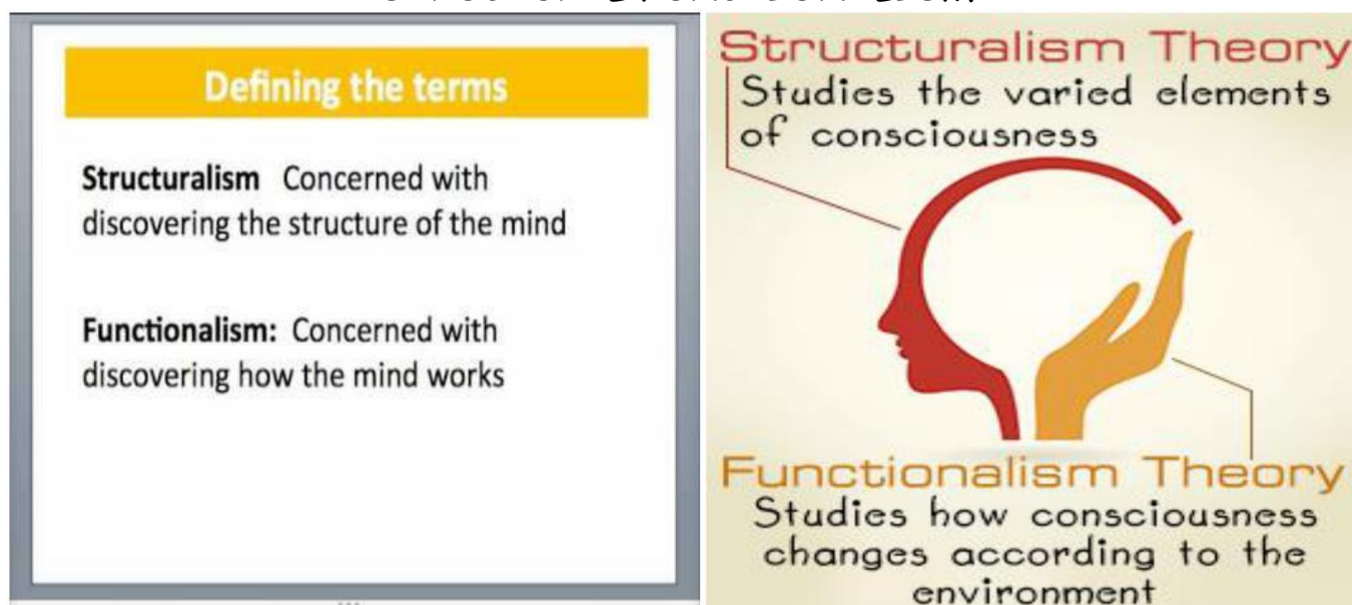 Defining the terms
Structuralism Concerned with
discovering the structure of the mind
Functionalism: Concerned with
discovering how the mind works
Structuralism Theory
Studies the varied elements
of consciousness
Functionalism Theory
Studies how consciousness
changes according to the
environment